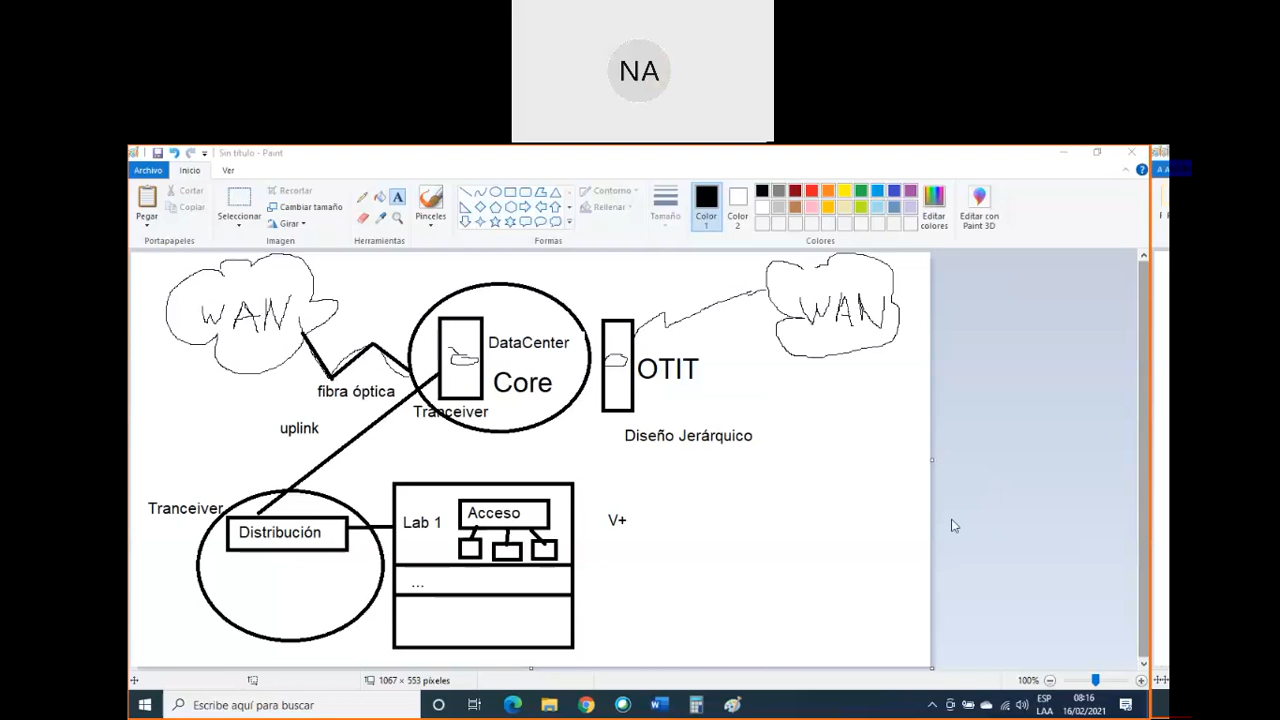 NA
Sin título - Paint
Archivo Inicio Ver
Pegar
Cortar
Copiar
Portapapeles
Seleccionar
Recortar
Cambiar tamaño
Girar
Imagen
Herramientas
Pinceles
Contorno
Rellenar
Formas
Tamaño
Color 1
Color 2
Editar colores
Colores
Editar con Paint 3D
WAN
WAN
DataCenter
Core
OTIT
fibra óptica
Tranceiver
uplink
Diseño Jerárquico
Tranceiver
Distribución
Lab 1
Acceso
V+
...
1067 × 553 píxeles
100%
Escribe aquí para buscar
ESP
LAA
08:16
16/02/2021